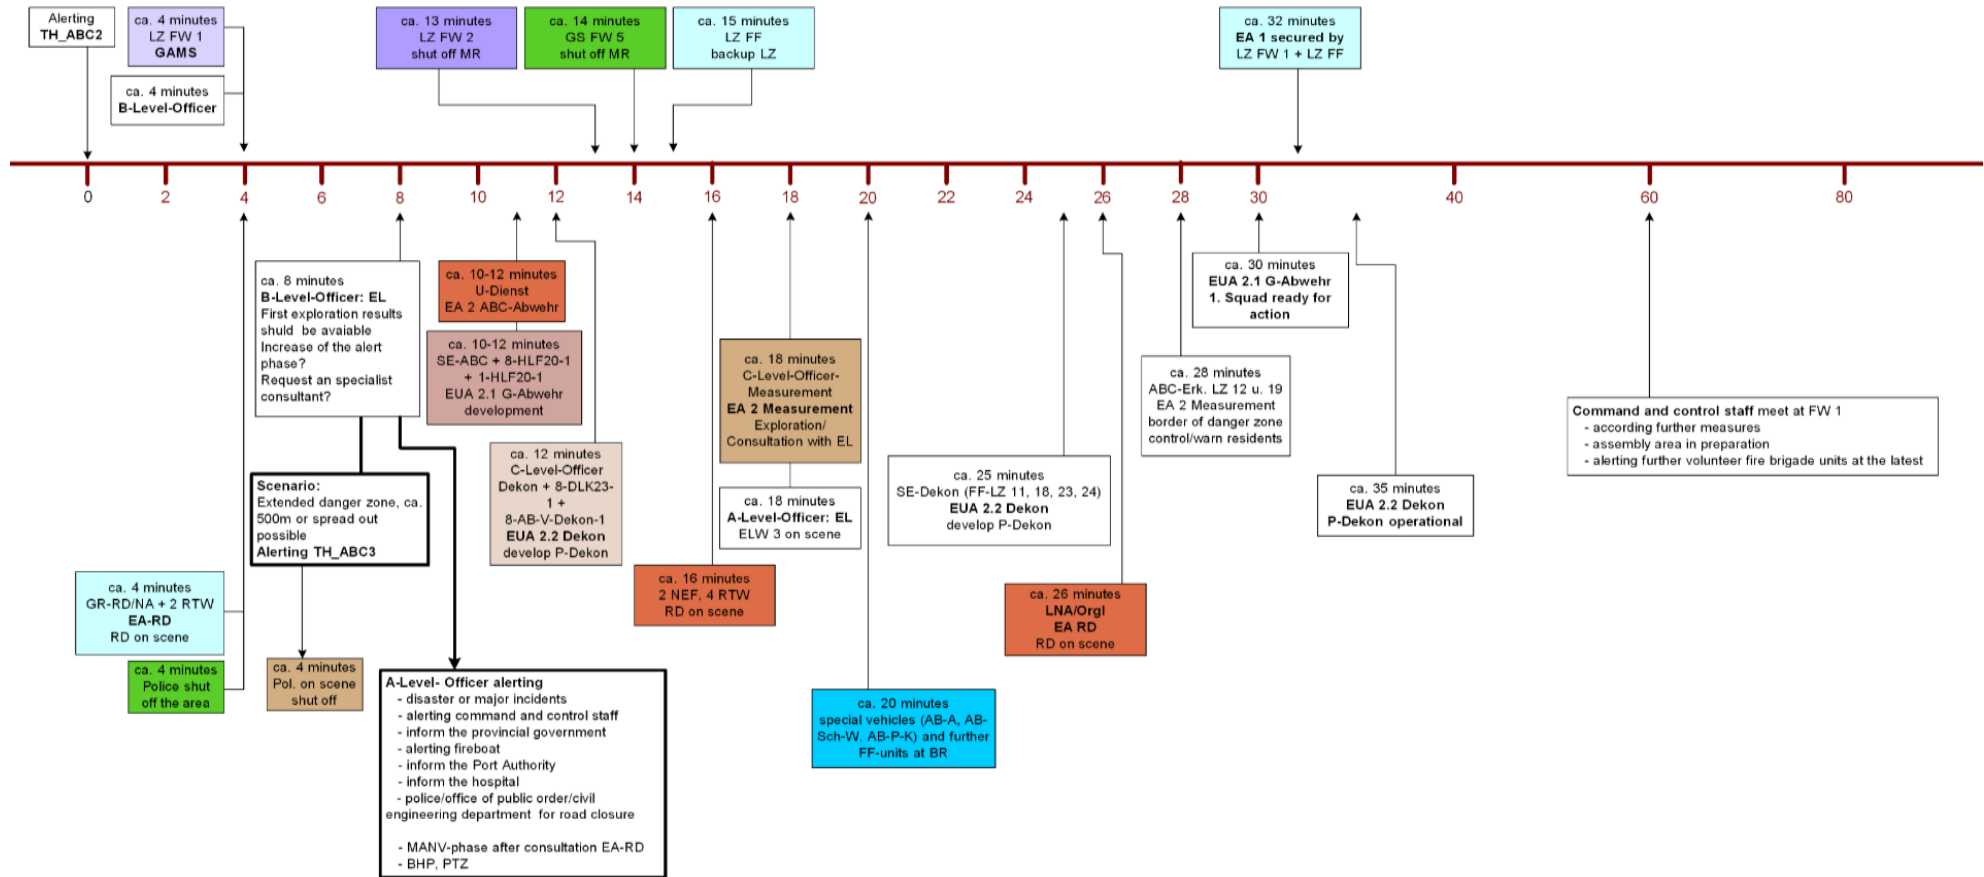 Alerting
TH_ABC2
ca. 4 minutes
LZ FW 1
GAMS
ca. 4 minutes
B-Level-Officer
ca. 13 minutes
LZ FW 2
shut off MR
ca. 14 minutes
GS FW 5
shut off MR
ca. 15 minutes
LZ FF
backup LZ
ca. 32 minutes
EA 1 secured by
LZ FW 1 + LZ FF
0 2 4 6 8 10 12 14 16 18 20 22 24 26 28 30 40 60 80
ca. 8 minutes
B-Level-Officer: EL
First exploration results
shuld be avaiable
Increase of the alert
phase?
Request an specialist
consultant?
Scenario:
Extended danger zone, ca.
500m or spread out
possible
Alerting TH_ABC3
ca. 4 minutes
GR-RD/NA + 2 RTW
EA-RD
RD on scene
ca. 4 minutes
Police shut
off the area
ca. 4 minutes
Pol. on scene
shut off
A-Level- Officer alerting
- disaster or major incidents
- alerting command and control staff
- inform the provincial government
- alerting fireboat
- inform the Port Authority
- inform the hospital
- police/office of public order/civil
engineering department for road closure
- MANV-phase after consultation EA-RD
- BHP, PTZ
ca. 10-12 minutes
U-Dienst
EA 2 ABC-Abwehr
ca. 10-12 minutes
SE-ABC + 8-HLF20-1
+ 1-HLF20-1
EUA 2.1 G-Abwehr
development
ca. 12 minutes
C-Level-Officer
Dekon + 8-DLK23-
1 +
8-AB-V-Dekon-1
EUA 2.2 Dekon
develop P-Dekon
ca. 16 minutes
2 NEF, 4 RTW
RD on scene
ca. 18 minutes
C-Level-Officer-
Measurement
EA 2 Measurement
Exploration/
Consultation with EL
ca. 18 minutes
A-Level-Officer: EL
ELW 3 on scene
ca. 20 minutes
special vehicles (AB-A, AB-
Sch-W, AB-P-K) and further
FF-units at BR
ca. 25 minutes
SE-Dekon (FF-LZ 11, 18, 23, 24)
EUA 2.2 Dekon
develop P-Dekon
ca. 26 minutes
LNA/Orgl
EA RD
RD on scene
ca. 28 minutes
ABC-Erk. LZ 12 u. 19
EA 2 Measurement
border of danger zone
control/warn residents
ca. 30 minutes
EUA 2.1 G-Abwehr
1. Squad ready for
action
ca. 35 minutes
EUA 2.2 Dekon
P-Dekon operational
Command and control staff meet at FW 1
- according further measures
- assembly area in preparation
- alerting further volunteer fire brigade units at the latest